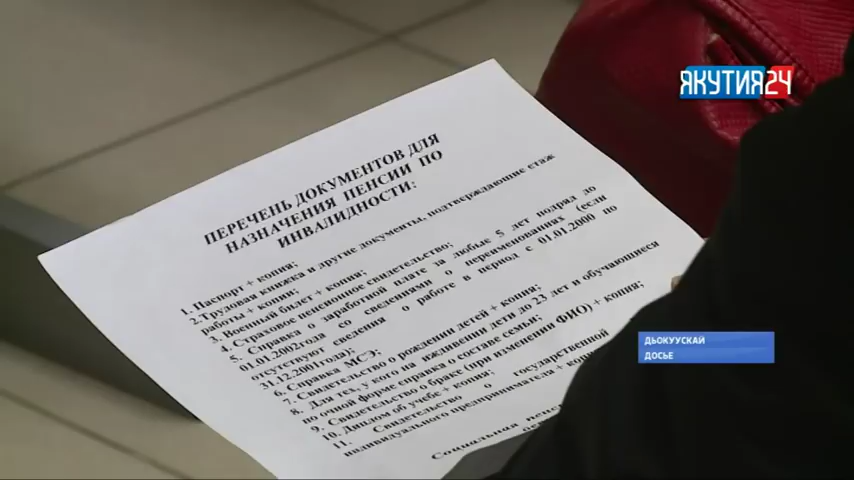 ЯКУТИЯ24
ПЕРЕЧЕНЬ ДОКУМЕНТОВ ДЛЯ
НАЗНАЧЕНИЯ ПЕНСИИ ПО
ИНВАЛИДНОСТИ:
1. Паспорт + копия;
2.Трудовая книжка и другие документы, подтверждающие стаж
работы + копии;
3. Военный билет + копия;
4. Страховое пенсионное свидетельство;
5. Справка о заработной плате за любые 5 лет подряд до
01.01.2002года со сведениями о переименованиях (если
отсутствуют сведения о работе в период с 01.01.2000 по
31.12.2001года);
6. Справка МСЭ;
7. Свидетельство о рождении детей + копия;
8. Для тех, у кого на иждивении дети до 23 лет и обучающиеся
по очной форме справка о составе семьи;
9. Свидетельство о браке (при изменении ФИО) + копия;
10. Диплом об учебе + копия;
11. Свидетельство о государственной
индивидуального предпринимателя +
Социальная
ДЬОКУУСКАЙ
ДОСЬЕ